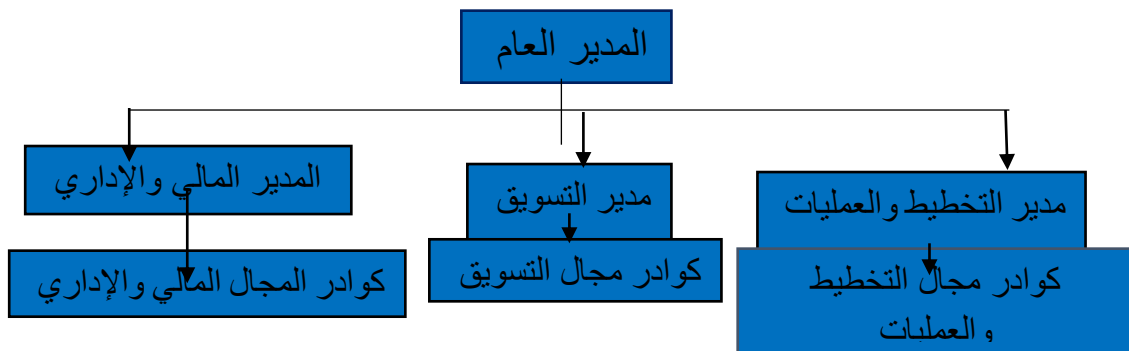 المدير العام
مدير التخطيط والعمليات
مدير التسويق
المدير المالي والإداري
كوادر مجال التخطيط
والعمليات
كوادر مجال التسويق
كوادر المجال المالي والإداري